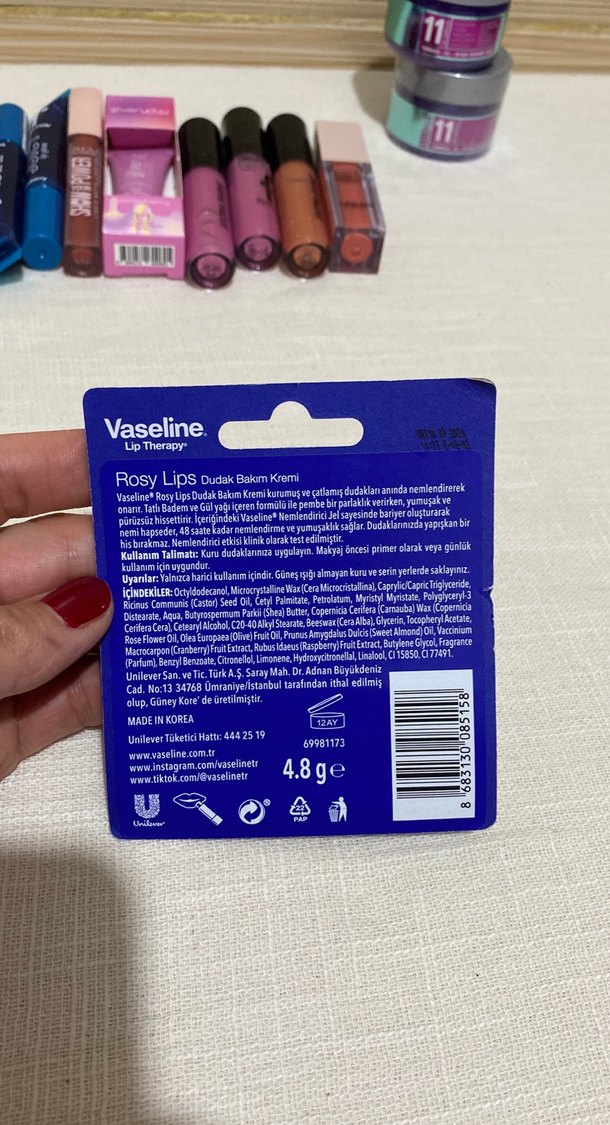 11
11
SHOW BY PASTEL
POWER
Vaseline®
Lip Therapy®
Rosy Lips Dudak Bakım Kremi
Vaseline® Rosy Lips Dudak Bakım Kremi kurumuş ve çatlamış dudakları anında nemlendirerek
onarır. Tatlı Badem ve Gül yağı içeren formülü ile pembe bir parlaklık verirken, yumuşak ve
pürüzsüz hissettirir. İçeriğindeki Vaseline® Nemlendirici Jel sayesinde bariyer oluşturarak
nemi hapseder, 48 saate kadar nemlendirme ve yumuşaklık sağlar. Dudaklarınızda yapışkan bir
his bırakmaz. Nemlendirici etkisi klinik olarak test edilmiştir.
Kullanım Talimatı: Kuru dudaklarınıza uygulayın. Makyaj öncesi primer olarak veya günlük
kullanım için uygundur.
Uyarılar: Yalnızca harici kullanım içindir. Güneş ışığı almayan kuru ve serin yerlerde saklayınız.
İÇİNDEKİLER: Octyldodecanol, Microcrystalline Wax (Cera Microcristallina), Caprylic/Capric Triglyceride,
Ricinus Communis (Castor) Seed Oil, Cetyl Palmitate, Petrolatum, Myristyl Myristate, Polyglyceryl-3
Distearate, Aqua, Butyrospermum Parkii (Shea) Butter, Copernicia Cerifera (Carnauba) Wax (Copernicia
Cerifera Cera), Cetearyl Alcohol, C20-40 Alkyl Stearate, Beeswax (Cera Alba), Glycerin, Tocopheryl Acetate,
Rose Flower Oil, Olea Europaea (Olive) Fruit Oil, Prunus Amygdalus Dulcis (Sweet Almond) Oil, Vaccinium
Macrocarpon (Cranberry) Fruit Extract, Rubus Idaeus (Raspberry) Fruit Extract, Butylene Glycol, Fragrance
(Parfum), Benzyl Benzoate, Citronellol, Limonene, Hydroxycitronellal, Linalool, CI 15850, CI 77491.
Unilever San. ve Tic. Türk A.Ş. Saray Mah. Dr. Adnan Büyükdeniz
Cad. No:13 34768 Ümraniye/İstanbul tarafından ithal edilmiş
olup, Güney Kore' de üretilmiştir.
MADE IN KOREA
12 AY
Unilever Tüketici Hattı: 444 25 19
69981173
www.vaseline.com.tr
www.instagram.com/vaselinetr
www.tiktok.com/@vaselinetr
4.8 g e
8 683130 085158
Unilever
22
PAP